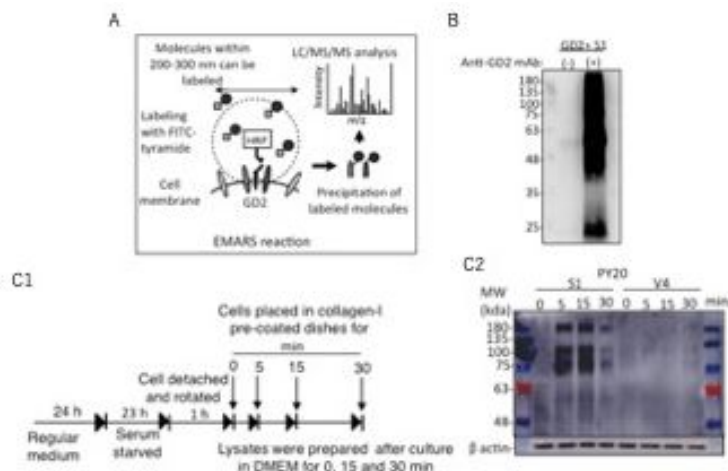 A
Molecules within
200-300 nm can be
labeled
LC/MS/MS analysis
Intensity
m/z
Labeling
with FITC-
tyramide
HRP
Cell
membrane
GD2
Precipitation of
labeled molecules
EMARS reaction
B
GD2+ S1
Anti-GD2 mAb (-) (+)
180
135
100
75
63
48
35
25
C1
Cells placed in collagen-I
pre-coated dishes for
min
0 5 15 30
Cell detached
and rotated
24 h 23 h 1 h
Regular
medium
Serum
starved
Lysates were prepared after culture
in DMEM for 0, 15 and 30 min
C2
PY20
S1 V4
MW
(kda)
0 5 15 30 0 5 15 30 min
180
135
100
75
63
48
β actin